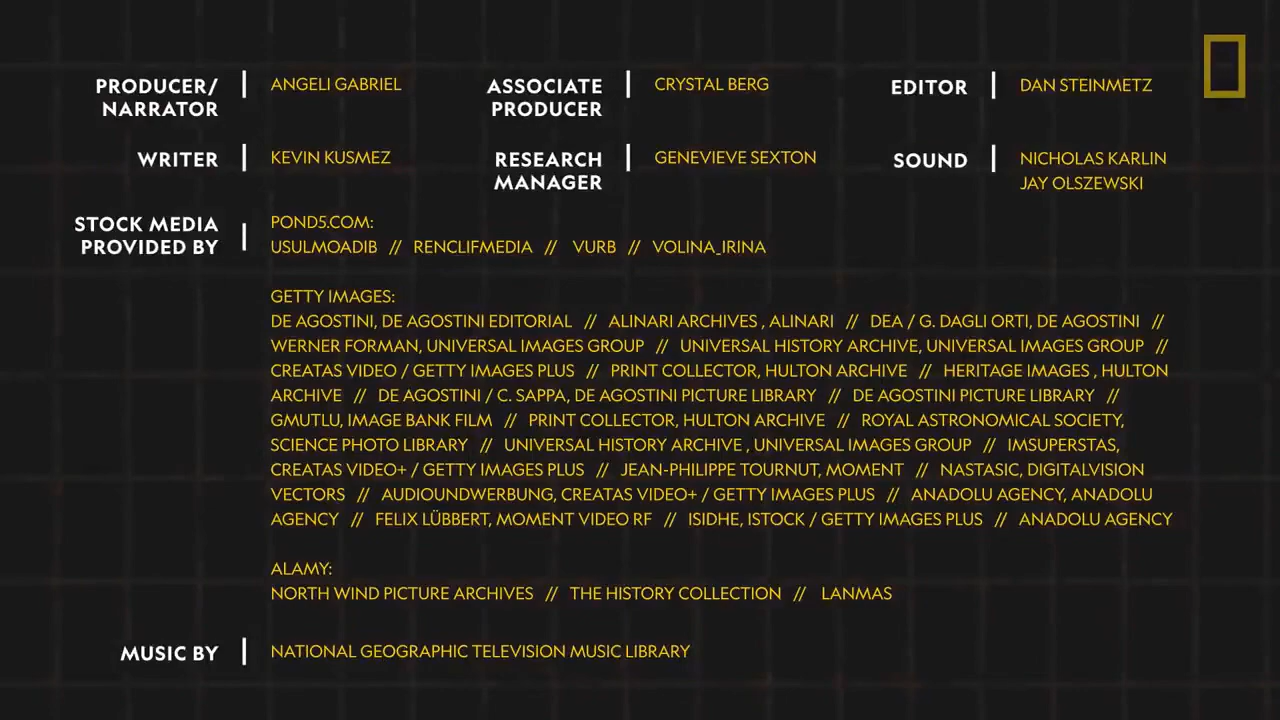 PRODUCER/ NARRATOR | ANGELI GABRIEL
ASSOCIATE PRODUCER | CRYSTAL BERG
EDITOR | DAN STEINMETZ
WRITER | KEVIN KUSMEZ
RESEARCH MANAGER | GENEVIEVE SEXTON
SOUND | NICHOLAS KARLIN
JAY OLSZEWSKI
STOCK MEDIA PROVIDED BY | POND5.COM:
USULMOADIB // RENCLIFMEDIA // VURB // VOLINA_IRINA
GETTY IMAGES:
DE AGOSTINI, DE AGOSTINI EDITORIAL // ALINARI ARCHIVES , ALINARI // DEA / G. DAGLI ORTI, DE AGOSTINI //
WERNER FORMAN, UNIVERSAL IMAGES GROUP // UNIVERSAL HISTORY ARCHIVE, UNIVERSAL IMAGES GROUP //
CREATAS VIDEO / GETTY IMAGES PLUS // PRINT COLLECTOR, HULTON ARCHIVE // HERITAGE IMAGES , HULTON
ARCHIVE // DE AGOSTINI / C. SAPPA, DE AGOSTINI PICTURE LIBRARY // DE AGOSTINI PICTURE LIBRARY //
GMUTLU, IMAGE BANK FILM // PRINT COLLECTOR, HULTON ARCHIVE // ROYAL ASTRONOMICAL SOCIETY,
SCIENCE PHOTO LIBRARY // UNIVERSAL HISTORY ARCHIVE , UNIVERSAL IMAGES GROUP // IMSUPERSTAS,
CREATAS VIDEO+ / GETTY IMAGES PLUS // JEAN-PHILIPPE TOURNUT, MOMENT // NASTASIC, DIGITALVISION
VECTORS // AUDIOUNDWERBUNG, CREATAS VIDEO+ / GETTY IMAGES PLUS // ANADOLU AGENCY, ANADOLU
AGENCY // FELIX LÜBBERT, MOMENT VIDEO RF // ISIDHE, ISTOCK / GETTY IMAGES PLUS // ANADOLU AGENCY
ALAMY:
NORTH WIND PICTURE ARCHIVES // THE HISTORY COLLECTION // LANMAS
MUSIC BY | NATIONAL GEOGRAPHIC TELEVISION MUSIC LIBRARY